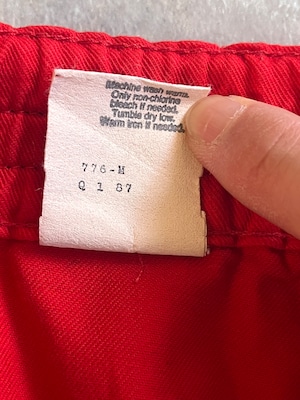 Machine wash warm.
Only non-chlorine
bleach if needed.
Tumble dry low.
Warm iron if needed.
776-M
Q 1 87